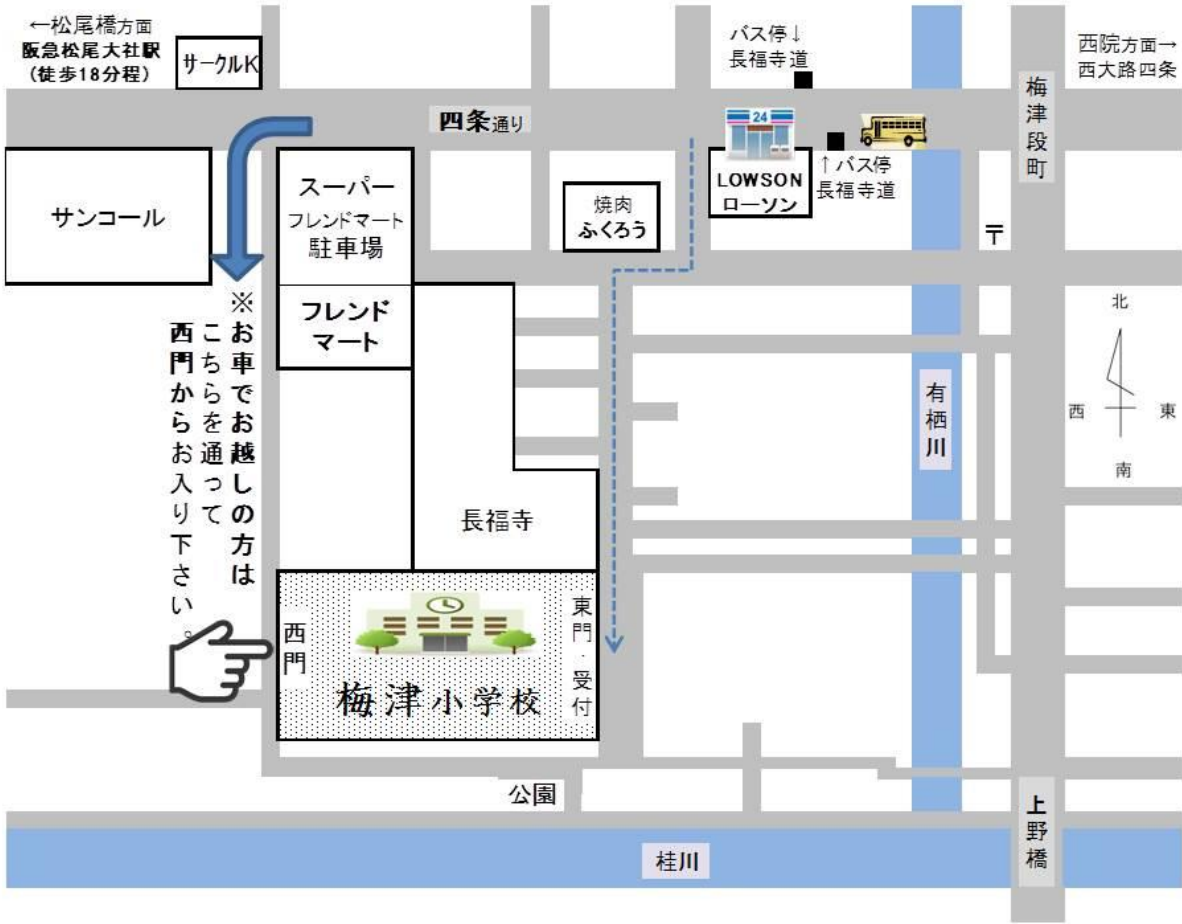 ←松尾橋方面
阪急松尾大社駅
(徒歩18分程)
サークルK
バス停↓
長福寺道
西院方面→
西大路四条
梅津段町
四条通り
24
LOWSON
ローソン
↑バス停
長福寺道
サンコール
スーパー
フレンドマート
駐車場
フレンド
マート
焼肉
ふくろう
〒
※お車でお越しの方は
こちらを通って
西門からお入り下さい。
有栖川
北
西
東
南
長福寺
西門
梅津小学校
東門・受付
公園
上野橋
桂川